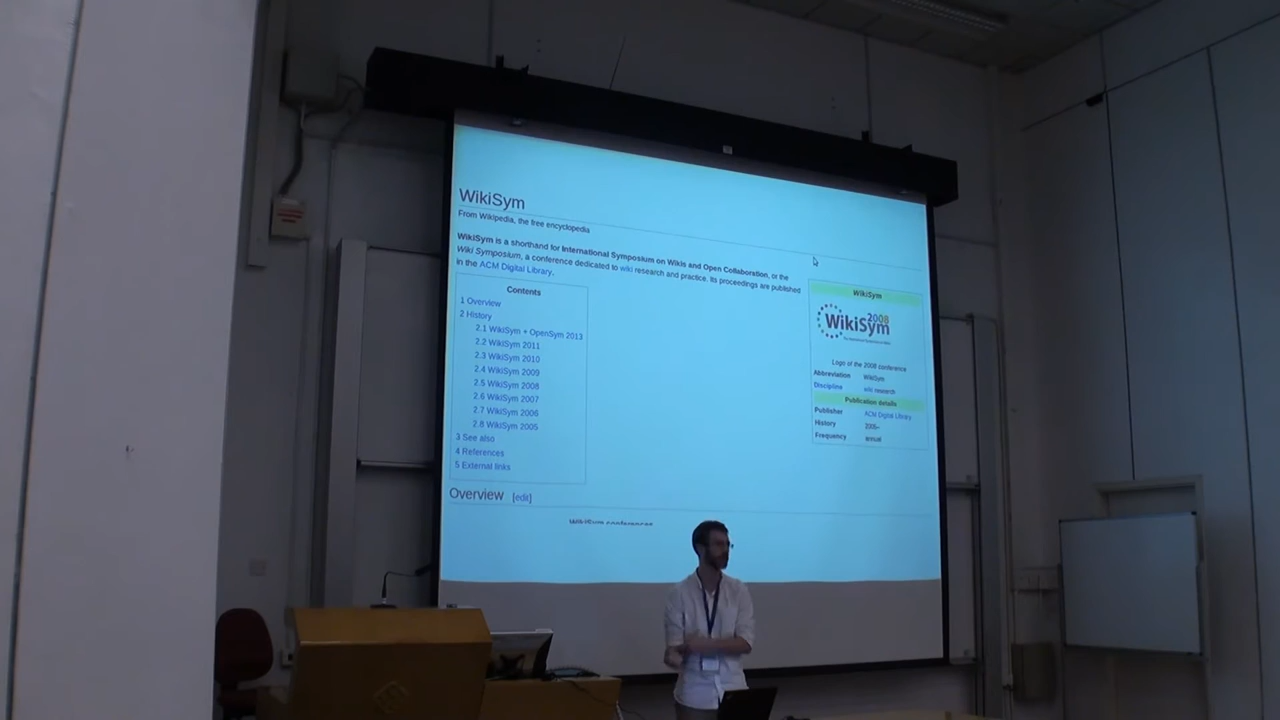 WikiSym
From Wikipedia, the free encyclopedia
WikiSym is a shorthand for International Symposium on Wikis and Open Collaboration, or the
Wiki Symposium, a conference dedicated to wiki research and practice. Its proceedings are published
in the ACM Digital Library.
Contents
1 Overview
2 History
2.1 WikiSym + OpenSym 2013
2.2 WikiSym 2011
2.3 WikiSym 2010
2.4 WikiSym 2009
2.5 WikiSym 2008
2.6 WikiSym 2007
2.7 WikiSym 2006
2.8 WikiSym 2005
3 See also
4 References
5 External links
WikiSym
2008
WikiSym
Logo of the 2008 conference
Abbreviation WikiSym
Discipline wiki research
Publication details
Publisher ACM Digital Library
History 2005–
Frequency annual
Overview [edit]
WikiSym conferences